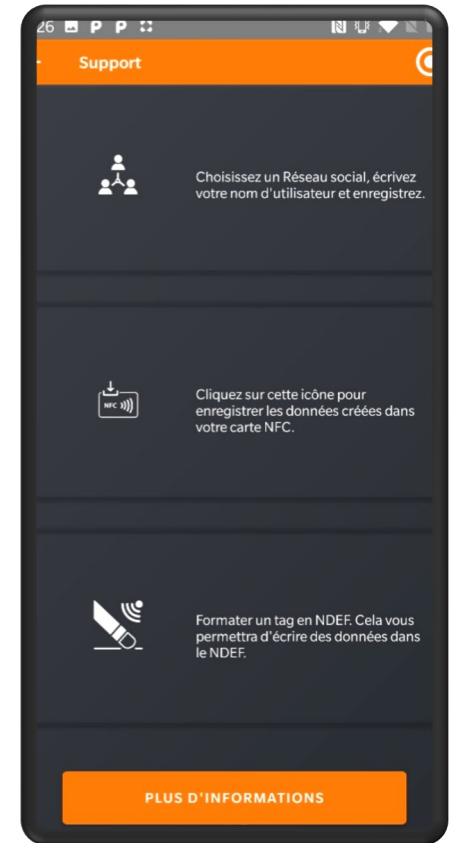 26 P P
Support
Choisissez un Réseau social, écrivez
votre nom d'utilisateur et enregistrez.
NFC
Cliquez sur cette icône pour
enregistrer les données créées dans
votre carte NFC.
Formater un tag en NDEF. Cela vous
permettra d'écrire des données dans
le NDEF.
PLUS D'INFORMATIONS